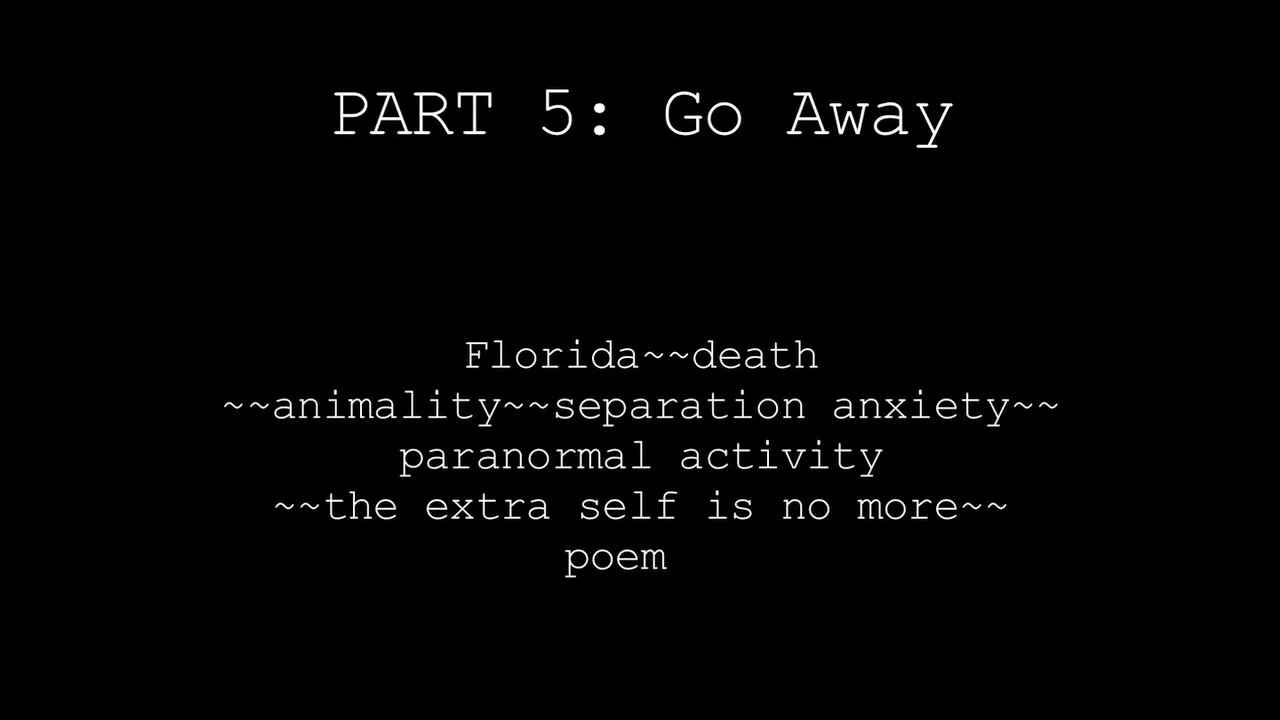 PART 5: Go Away
Florida~~death
~~animality~~separation anxiety~~
paranormal activity
~~the extra self is no more~~
poem